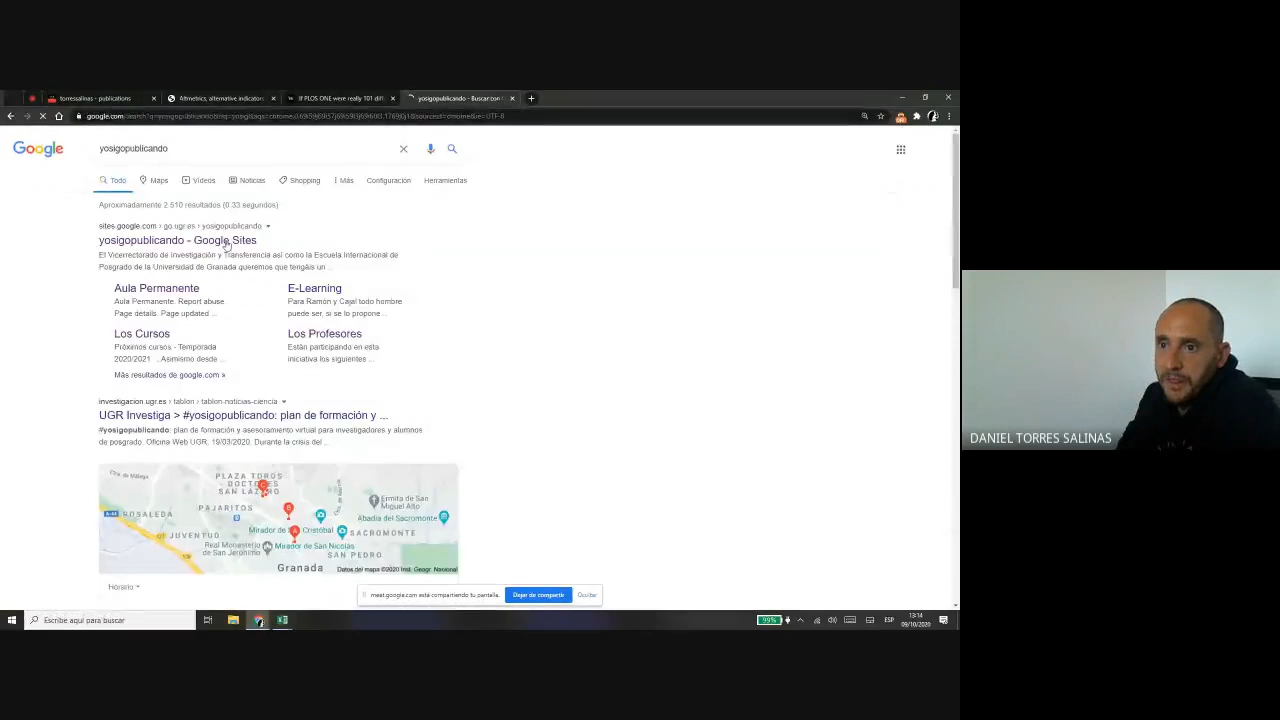 torressalinas - publications
Altmetrics, alternative indicators
If PLOS ONE were really 101 diff
yosigopublicando - Buscar con
Google
yosigopublicando
Todo
Maps
Vídeos
Noticias
Shopping
Más
Configuración
Herramientas
Aproximadamente 2 510 resultados (0.33 segundos)
sites.google.com › go.ugr.es › yosigopublicando
yosigopublicando - Google Sites
El Vicerrectorado de investigación y Transferencia así como la Escuela Internacional de
Posgrado de la Universidad de Granada queremos que tengáis un ...
Aula Permanente
Aula Permanente. Report abuse.
Page details. Page updated ...
E-Learning
Para Ramón y Cajal todo hombre
puede ser, si se lo propone...
Los Cursos
Próximos cursos - Temporada
2020/2021 ...Asimismo desde ...
Los Profesores
Están participando en esta
iniciativa los siguientes ...
Más resultados de google.com »
investigacion.ugr.es › tablon › tablon-noticias-ciencia
UGR Investiga > #yosigopublicando: plan de formación y ...
#yosigopublicando: plan de formación y asesoramiento virtual para investigadores y alumnos
de posgrado. Oficina Web UGR. 19/03/2020. Durante la crisis del ...
Ctra. de Málaga
PLAZA TOROS
DOCTORES
SAN LAZARO
Ermita de San
Miguel Alto
PAJARITOS
ROSALEDA
Abadía del Sacromonte
Mirador de San Cristóbal
SACROMONTE
JUVENTUD
Real Monasterio
de San Jerónimo
Mirador de San Nicolás
SAN PEDRO
Granada
Datos del mapa ©2020 Inst. Geogr. Nacional
Horario
meet.google.com está compartiendo tu pantalla.
Dejar de compartir
Ocultar
Escribe aquí para buscar
99%
ESP
13:14
09/10/2020
DANIEL TORRES SALINAS